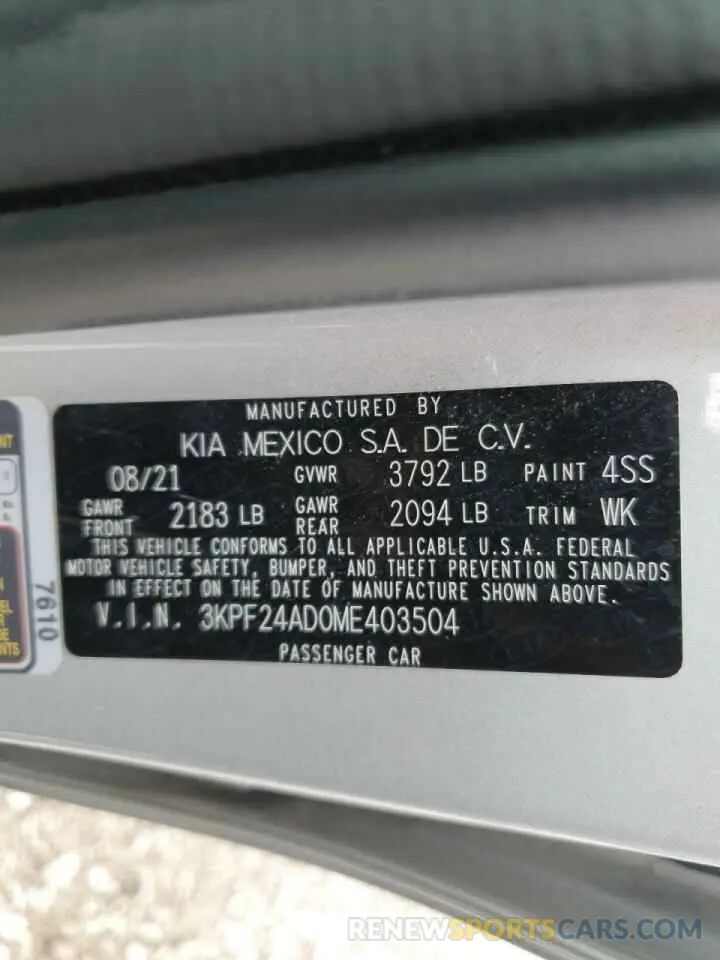 MANUFACTURED BY
KIA MEXICO S.A. DE C.V.
08/21 GVWR 3792 LB PAINT 4SS
GAWR FRONT 2183 LB GAWR REAR 2094 LB TRIM WK
THIS VEHICLE CONFORMS TO ALL APPLICABLE U.S.A. FEDERAL
MOTOR VEHICLE SAFETY, BUMPER, AND THEFT PREVENTION STANDARDS
IN EFFECT ON THE DATE OF MANUFACTURE SHOWN ABOVE.
V.I.N. 3KPF24AD0ME403504
PASSENGER CAR
7610
RENEWSPORTSCARS.COM